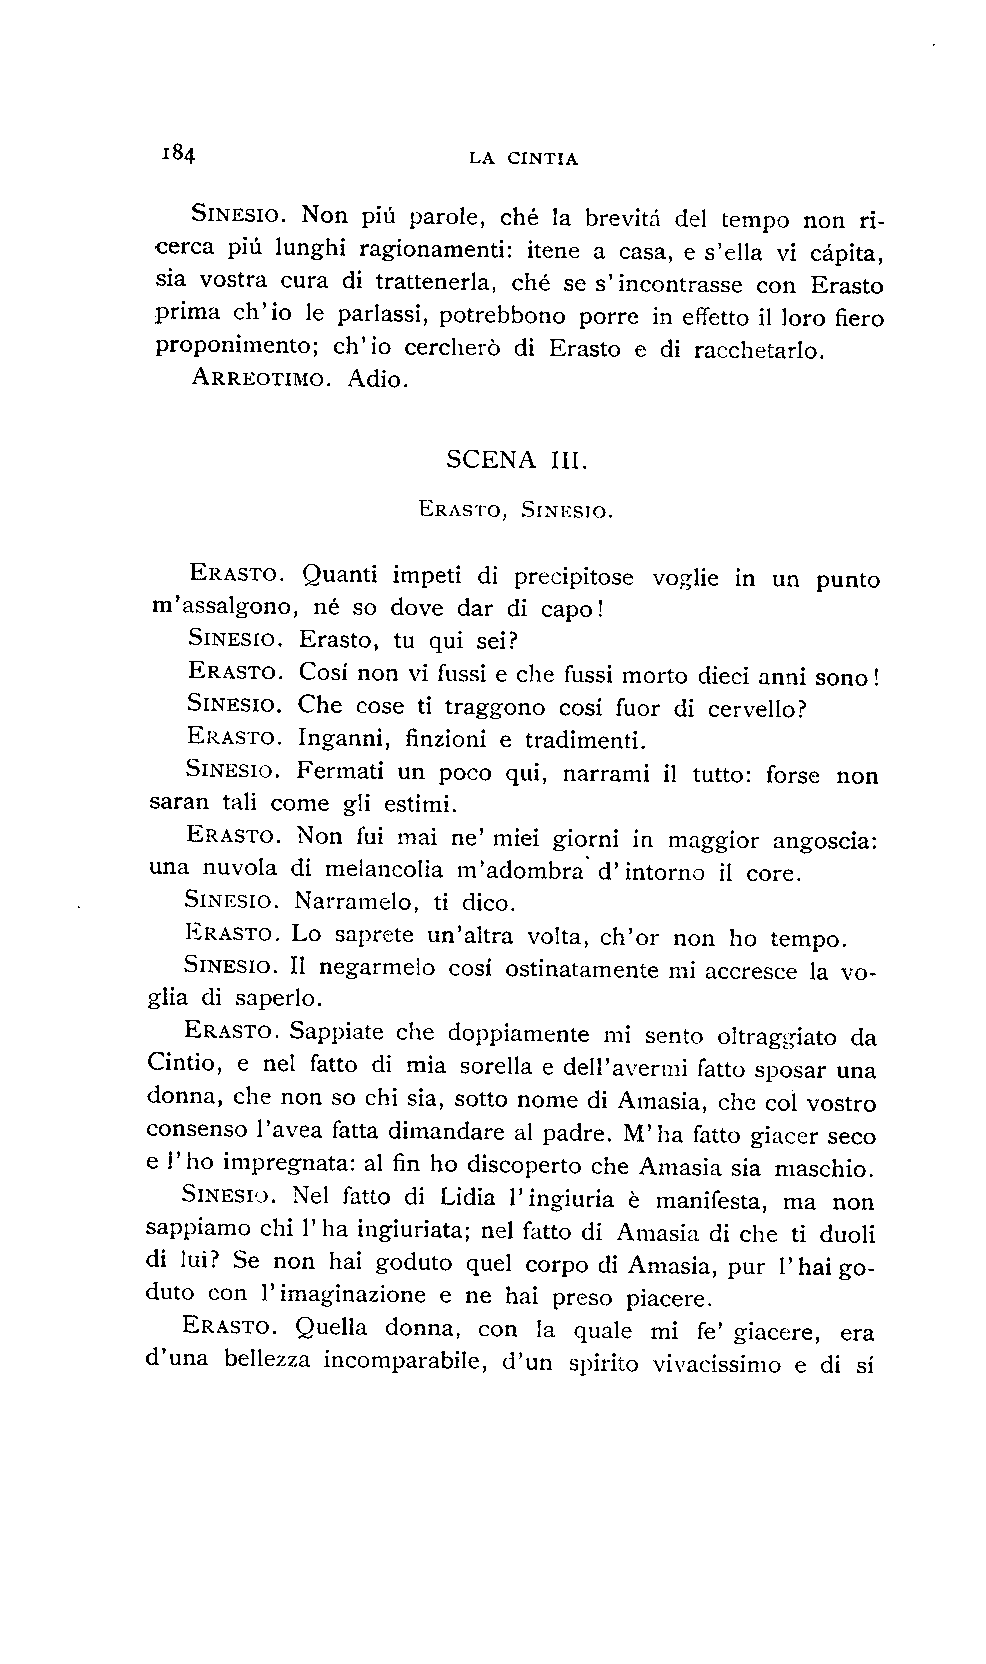 184
LA CINTIA
Sinesio. Non piú parole, ché la brevitá del tempo non ri-
cerca piú lunghi ragionamenti: itene a casa, e s'ella vi cápita,
sia vostra cura di trattenerla, ché se s'incontrasse con Erasto
prima ch'io le parlassi, potrebbono porre in effetto il loro fiero
proponimento; ch'io cercherò di Erasto e di racchetarlo.
Arreotimo. Adio.
SCENA III.
Erasto, Sinesio.
Erasto. Quanti impeti di precipitose voglie in un punto
m'assalgono, né so dove dar di capo!
Sinesio. Erasto, tu qui sei?
Erasto. Cosí non vi fussi e che fussi morto dieci anni sono!
Sinesio. Che cose ti traggono cosí fuor di cervello?
Erasto. Inganni, finzioni e tradimenti.
Sinesio. Fermati un poco qui, narrami il tutto: forse non
saran tali come gli estimi.
Erasto. Non fui mai ne' miei giorni in maggior angoscia:
una nuvola di melancolia m'adombra d'intorno il core.
Sinesio. Narramelo, ti dico.
Erasto. Lo saprete un'altra volta, ch'or non ho tempo.
Sinesio. Il negarmelo cosí ostinatamente mi accresce la vo-
glia di saperlo.
Erasto. Sappiate che doppiamente mi sento oltraggiato da
Cintio, e nel fatto di mia sorella e dell'avermi fatto sposar una
donna, che non so chi sia, sotto nome di Amasia, che col vostro
consenso l'avea fatta dimandare al padre. M'ha fatto giacer seco
e l'ho impregnata: al fin ho discoperto che Amasia sia maschio.
Sinesio. Nel fatto di Lidia l'ingiuria è manifesta, ma non
sappiamo chi l'ha ingiuriata; nel fatto di Amasia di che ti duoli
di lui? Se non hai goduto quel corpo di Amasia, pur l'hai go-
duto con l'imaginazione e ne hai preso piacere.
Erasto. Quella donna, con la quale mi fe' giacere, era
d'una bellezza incomparabile, d'un spirito vivacissimo e di sí